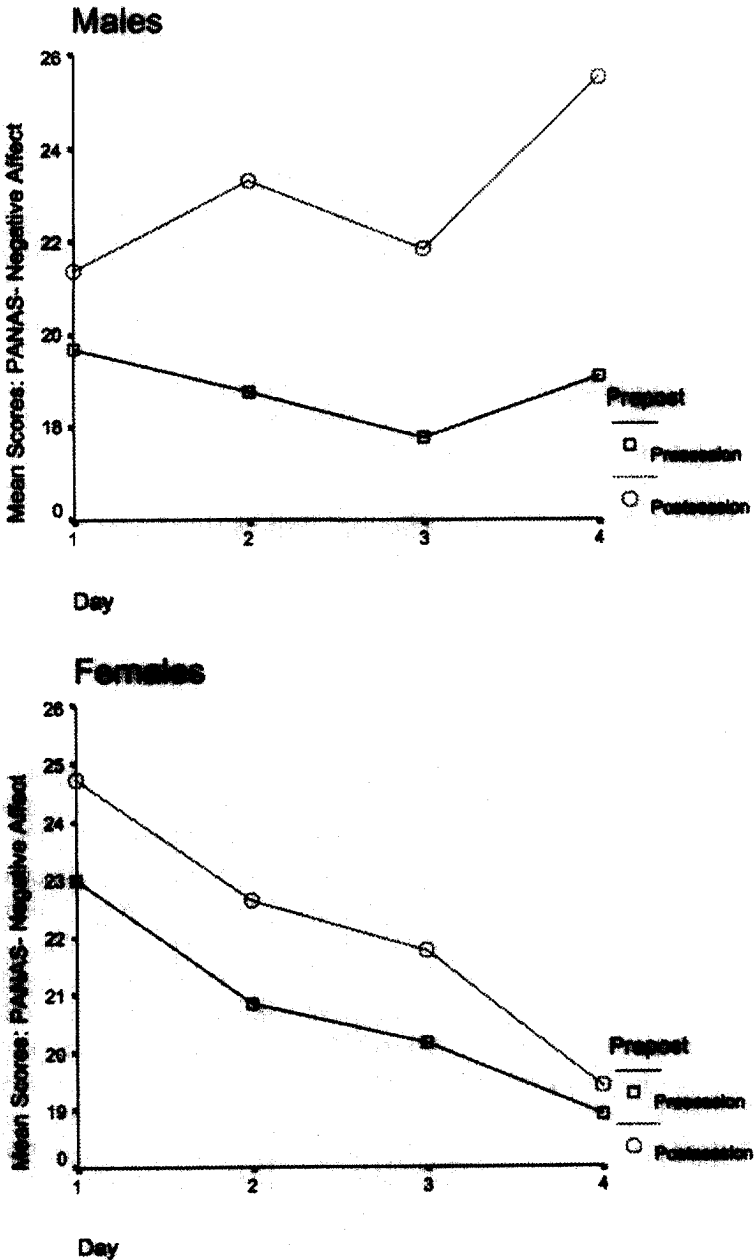 Males
Mean Scores: PANAS- Negative Affect
26
24
22
20
18
0
1
2
3
4
Day
Prepost
Presession
Postsession
Females
Mean Scores: PANAS- Negative Affect
26
25
24
23
22
21
20
19
0
1
2
3
4
Day
Prepost
Presession
Postsession